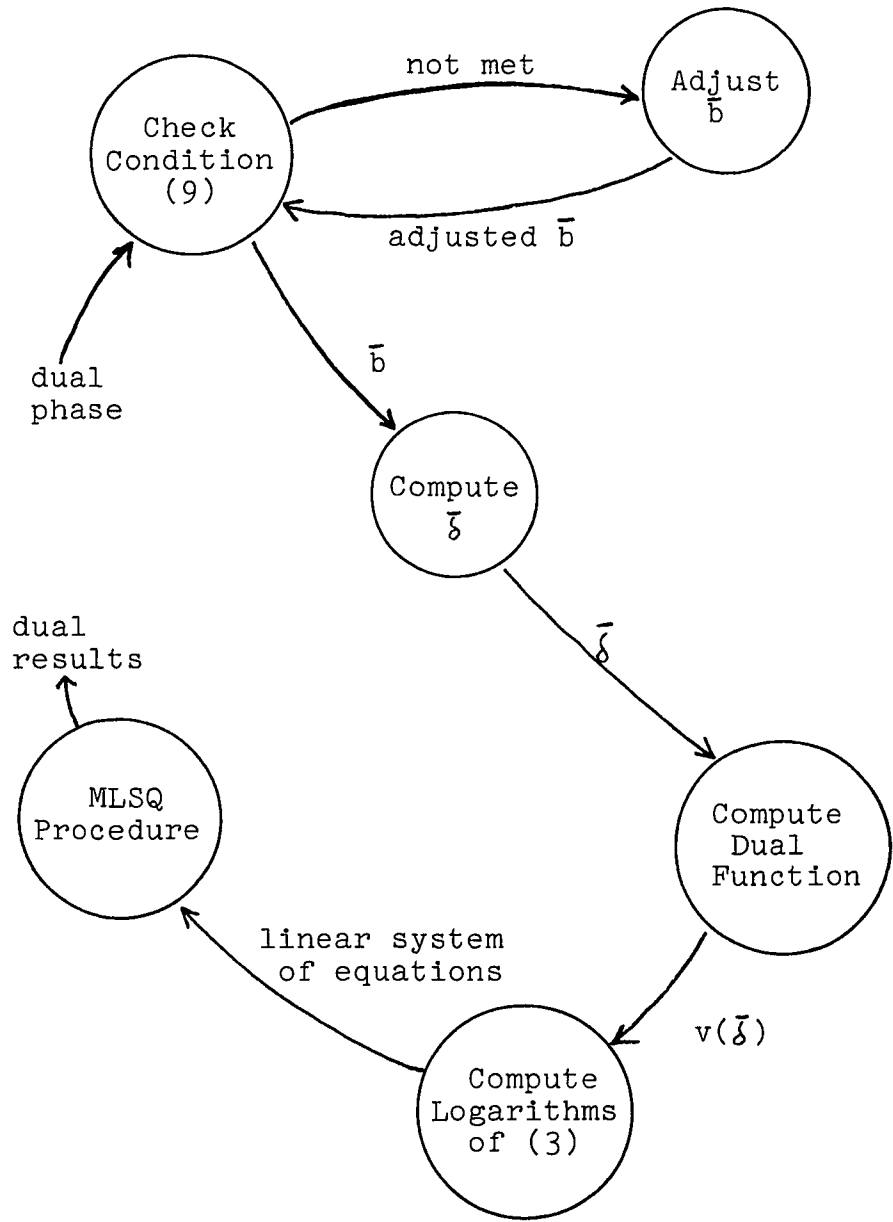 not met
Adjust
b̄
Check
Condition
(9)
adjusted b̄
dual
phase
b̄
Compute
δ̄
δ̄
dual
results
MLSQ
Procedure
Compute
Dual
Function
linear system
of equations
v(δ̄)
Compute
Logarithms
of (3)